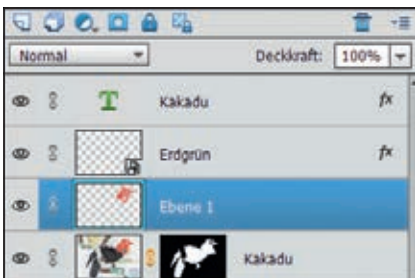 Normal Deckkraft: 100%
T Kakadu fx
Erdgrün fx
Ebene 1
Kakadu